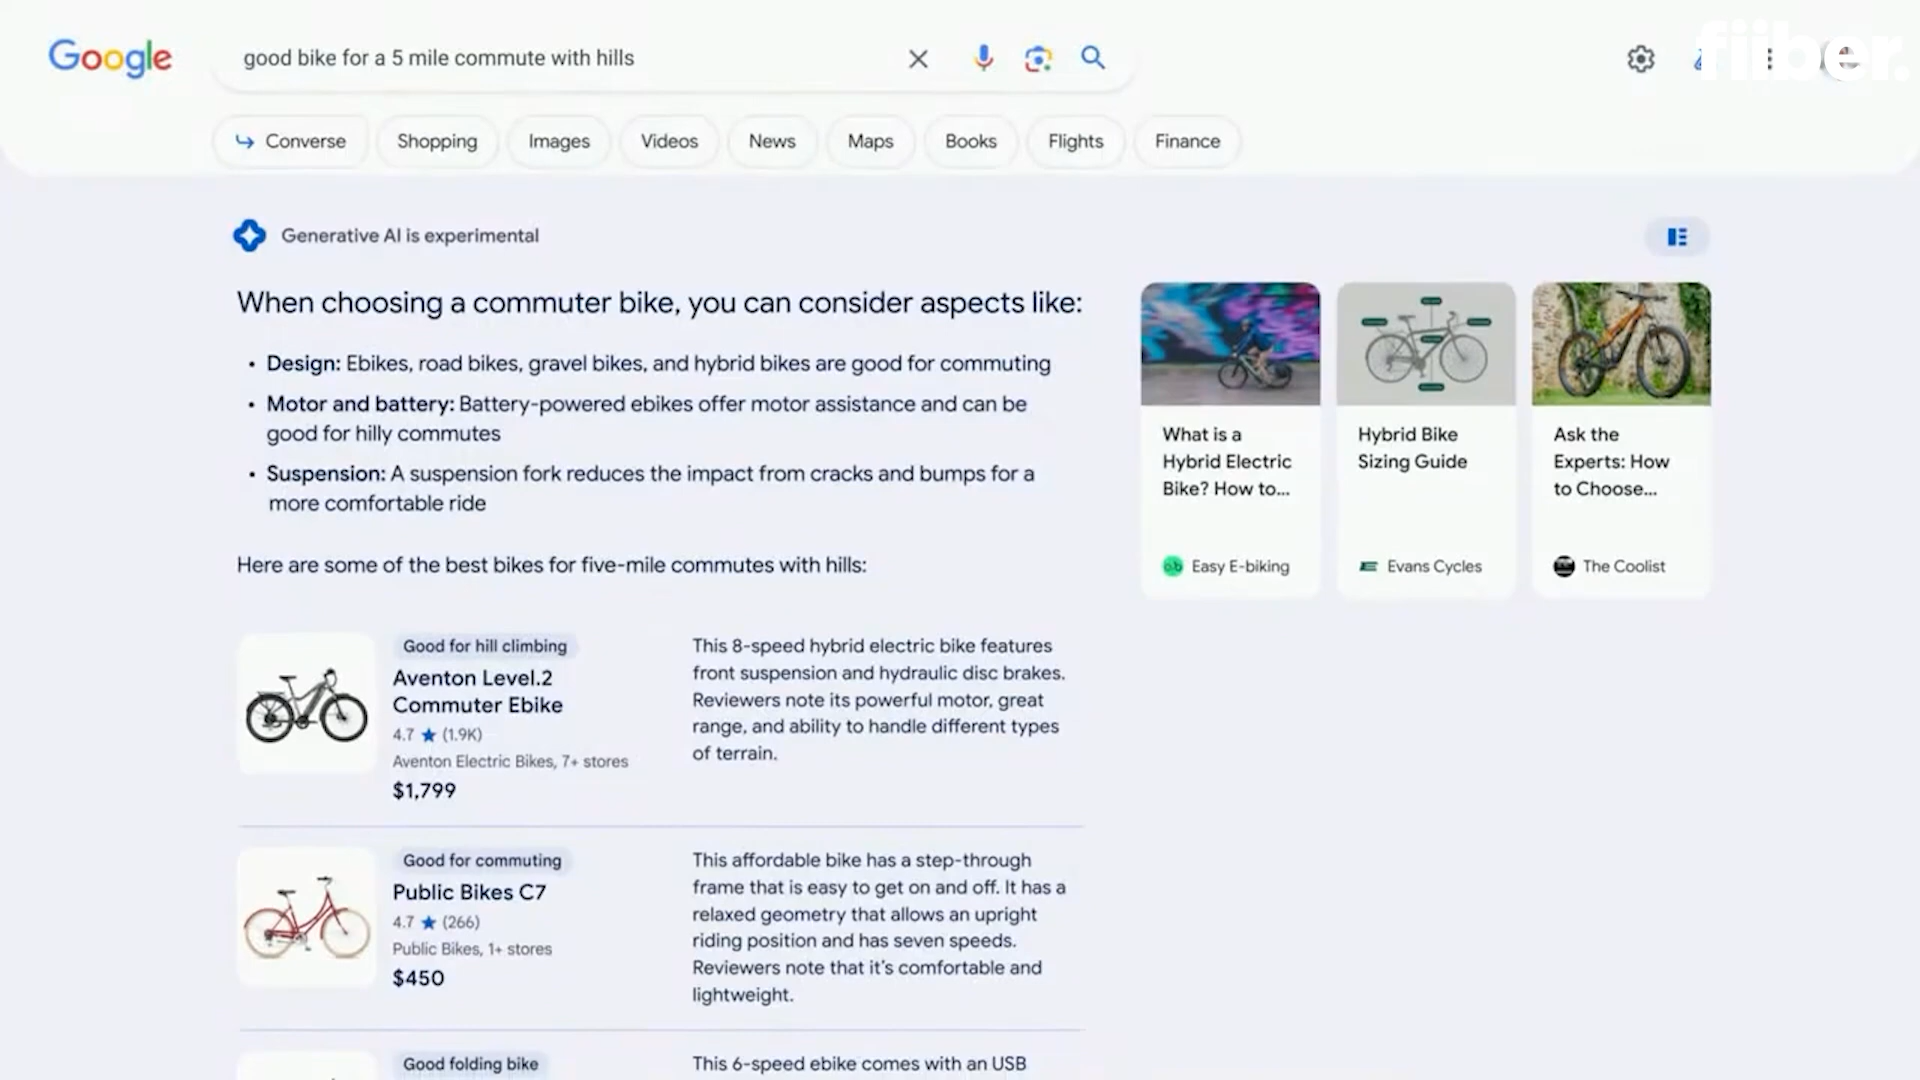 Google
good bike for a 5 mile commute with hills
fiiber.
Converse
Shopping
Images
Videos
News
Maps
Books
Flights
Finance
Generative AI is experimental
When choosing a commuter bike, you can consider aspects like:
• Design: Ebikes, road bikes, gravel bikes, and hybrid bikes are good for commuting
• Motor and battery: Battery-powered ebikes offer motor assistance and can be
good for hilly commutes
• Suspension: A suspension fork reduces the impact from cracks and bumps for a
more comfortable ride
What is a
Hybrid Electric
Bike? How to...
Easy E-biking
Hybrid Bike
Sizing Guide
Evans Cycles
Ask the
Experts: How
to Choose...
The Coolist
Here are some of the best bikes for five-mile commutes with hills:
Good for hill climbing
Aventon Level.2
Commuter Ebike
4.7 ★ (1.9K)
Aventon Electric Bikes, 7+ stores
$1,799
This 8-speed hybrid electric bike features
front suspension and hydraulic disc brakes.
Reviewers note its powerful motor, great
range, and ability to handle different types
of terrain.
Good for commuting
Public Bikes C7
4.7 ★ (266)
Public Bikes, 1+ stores
$450
This affordable bike has a step-through
frame that is easy to get on and off. It has a
relaxed geometry that allows an upright
riding position and has seven speeds.
Reviewers note that it's comfortable and
lightweight.
Good folding bike
This 6-speed ebike comes with an USB